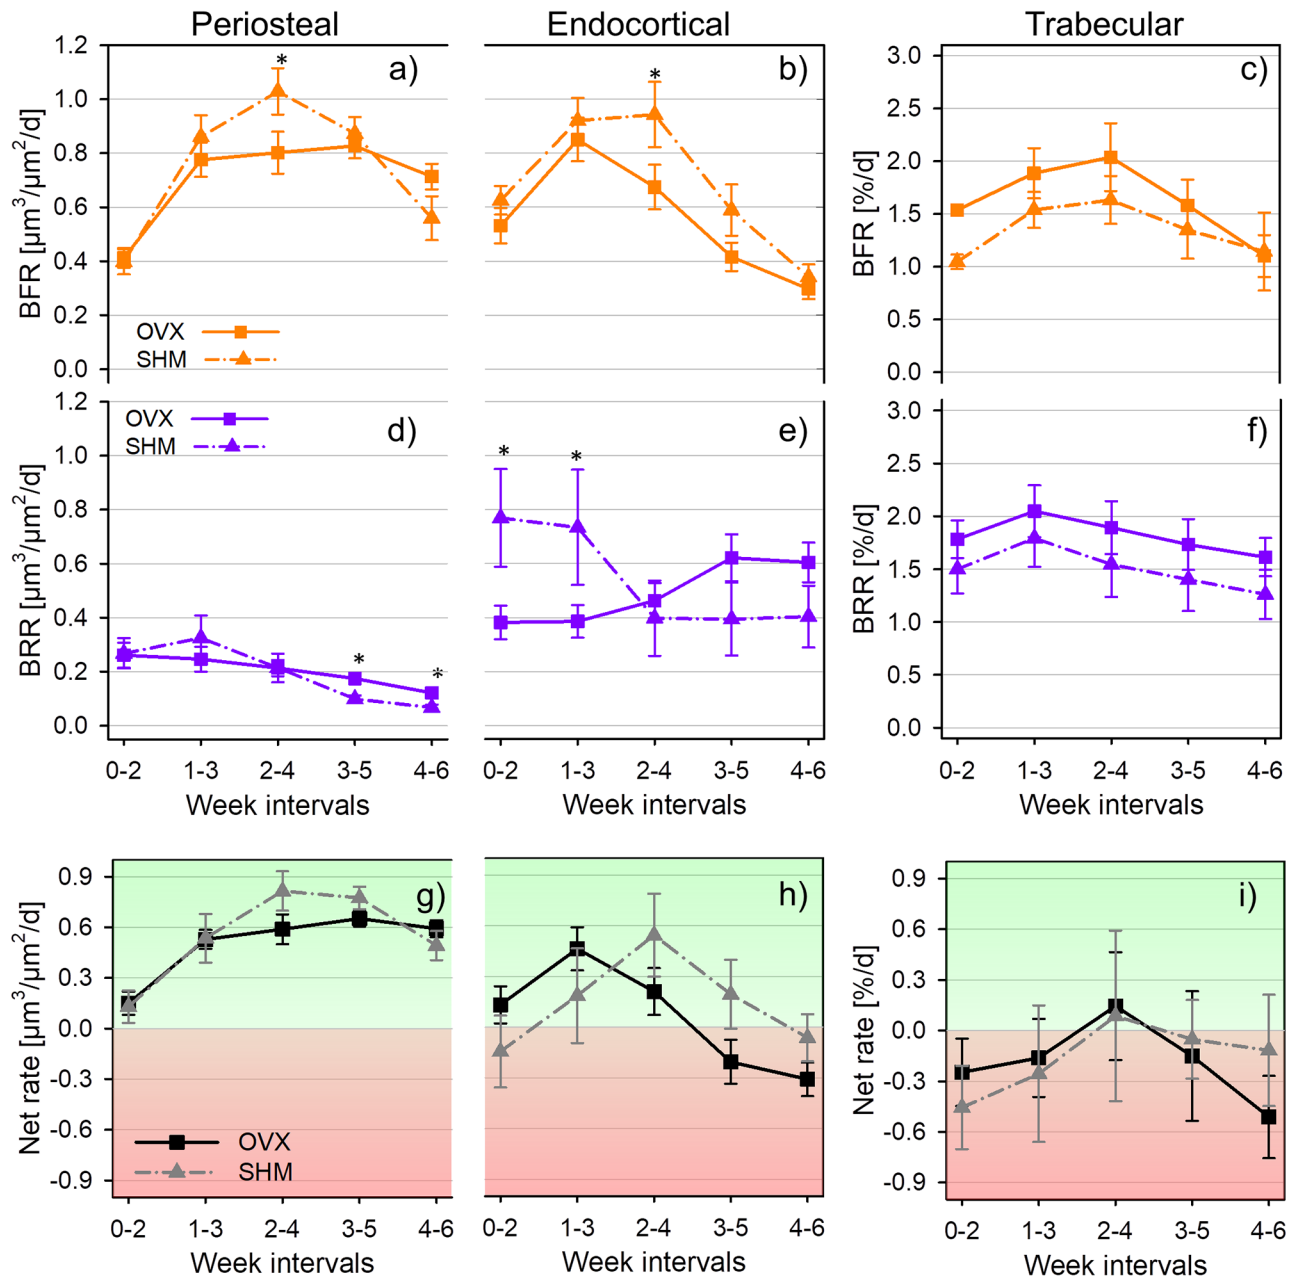 Periosteal
Endocortical
Trabecular
BFR [µm³/µm²/d]
1.2
1.0
0.8
0.6
0.4
0.2
0.0
*
a)
OVX
SHM
*
b)
BFR [%/d]
3.0
2.5
2.0
1.5
1.0
0.5
0.0
c)
BRR [µm³/µm²/d]
1.2
1.0
0.8
0.6
0.4
0.2
0.0
OVX
SHM
d)
*
*
0-2 1-3 2-4 3-5 4-6
Week intervals
*
*
e)
0-2 1-3 2-4 3-5 4-6
Week intervals
BRR [%/d]
3.0
2.5
2.0
1.5
1.0
0.5
0.0
f)
0-2 1-3 2-4 3-5 4-6
Week intervals
Net rate [µm³/µm²/d]
0.9
0.6
0.3
0.0
-0.3
-0.6
-0.9
g)
OVX
SHM
0-2 1-3 2-4 3-5 4-6
Week intervals
h)
0-2 1-3 2-4 3-5 4-6
Week intervals
Net rate [%/d]
0.9
0.6
0.3
0.0
-0.3
-0.6
-0.9
i)
0-2 1-3 2-4 3-5 4-6
Week intervals